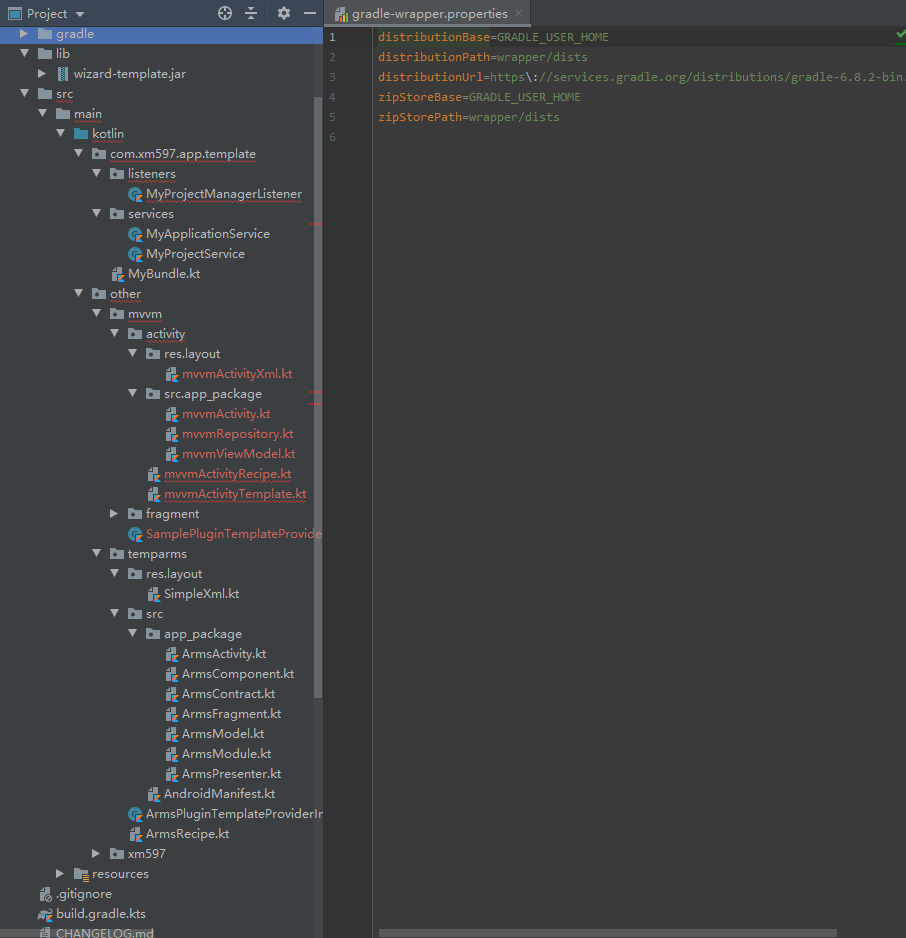 Project
gradle
lib
wizard-template.jar
src
main
kotlin
com.xm597.app.template
listeners
MyProjectManagerListener
services
MyApplicationService
MyProjectService
MyBundle.kt
other
mvvm
activity
res.layout
mvvmActivityXml.kt
src.app_package
mvvmActivity.kt
mvvmRepository.kt
mvvmViewModel.kt
mvvmActivityRecipe.kt
mvvmActivityTemplate.kt
fragment
SamplePluginTemplateProvide
temparms
res.layout
SimpleXml.kt
src
app_package
ArmsActivity.kt
ArmsComponent.kt
ArmsContract.kt
ArmsFragment.kt
ArmsModel.kt
ArmsModule.kt
ArmsPresenter.kt
AndroidManifest.kt
ArmsPluginTemplateProviderIr
ArmsRecipe.kt
xm597
resources
.gitignore
build.gradle.kts
CHANGELOG.md
gradle-wrapper.properties
1 distributionBase=GRADLE_USER_HOME
2 distributionPath=wrapper/dists
3 distributionUrl=https\://services.gradle.org/distributions/gradle-6.8.2-bin
4 zipStoreBase=GRADLE_USER_HOME
5 zipStorePath=wrapper/dists
6